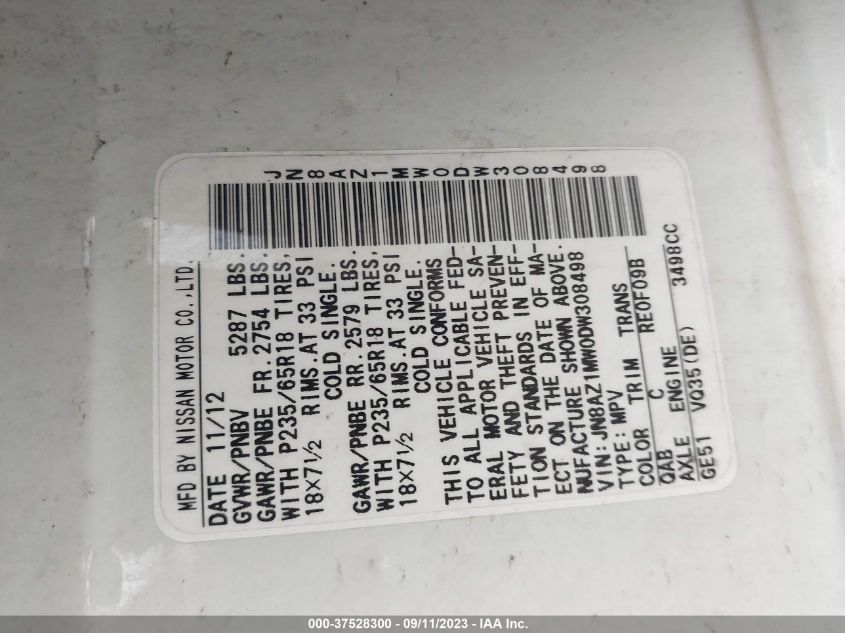 MFD BY NISSAN MOTOR CO.,LTD.
JN8AZ1MW0DW308498
DATE 11/12
GVWR/PNBV 5287 LBS.
GAWR/PNBE FR. 2754 LBS.
WITH P235/65R18 TIRES,
18X7½ RIMS.AT 33 PSI
COLD SINGLE.
GAWR/PNBE RR. 2579 LBS.
WITH P235/65R18 TIRES,
18X7½ RIMS.AT 33 PSI
COLD SINGLE.
THIS VEHICLE CONFORMS
TO ALL APPLICABLE FED-
ERAL MOTOR VEHICLE SA-
FETY AND THEFT PREVEN-
TION STANDARDS IN EFF-
ECT ON THE DATE OF MA-
NUFACTURE SHOWN ABOVE.
VIN: JN8AZ1MW0DW308498
TYPE: MPV
COLOR TRIM TRANS
QAB C RE0F09B
AXLE ENGINE 3498CC
GE51 VQ35(DE)
000-37528300 - 09/11/2023 - IAA Inc.